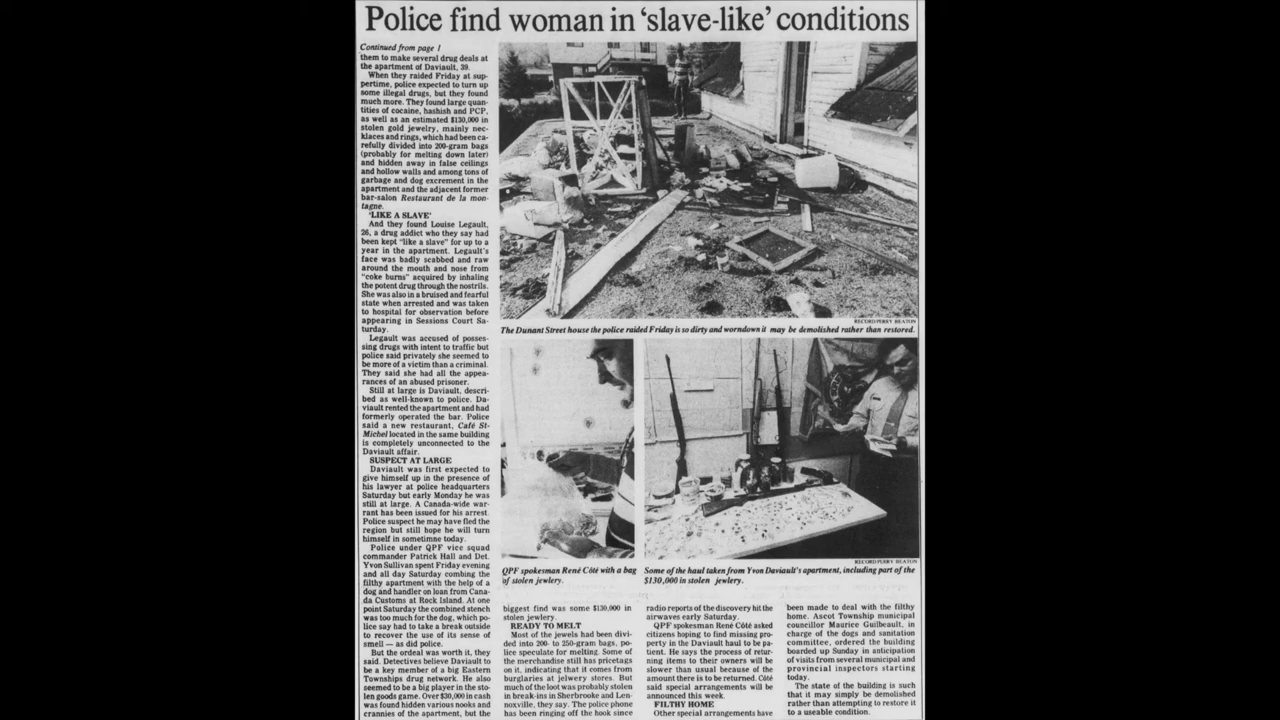 Police find woman in 'slave-like' conditions
Continued from page 1
them to make several drug deals at
the apartment of Daviault, 39.
When they raided Friday at sup-
pertime, police expected to turn up
some illegal drugs, but they found
much more. They found large quan-
tities of cocaine, hashish and PCP,
as well as an estimated $130,000 in
stolen gold jewelry, mainly nec-
klaces and rings, which had been ca-
refully divided into 200-gram bags
(probably for melting down later)
and hidden away in false ceilings
and hollow walls and among tons of
garbage and dog excrement in the
apartment and the adjacent former
bar-salon Restaurant de la mon-
tagne.
'LIKE A SLAVE'
And they found Louise Legault,
26, a drug addict who they say had
been kept "like a slave" for up to a
year in the apartment. Legault's
face was badly scabbed and raw
around the mouth and nose from
"coke burns" acquired by inhaling
the potent drug through the nostrils.
She was also in a bruised and fearful
state when arrested and was taken
to hospital for observation before
appearing in Sessions Court Sa-
turday.
Legault was accused of posses-
sing drugs with intent to traffic but
police said privately she seemed to
be more of a victim than a criminal.
They said she had all the appea-
rances of an abused prisoner.
Still at large is Daviault, descri-
bed as well-known to police. Da-
viault rented the apartment and had
formerly operated the bar. Police
said a new restaurant, Café St-
Michel located in the same building
is completely unconnected to the
Daviault affair.
SUSPECT AT LARGE
Daviault was first expected to
give himself up in the presence of
his lawyer at police headquarters
Saturday but early Monday he was
still at large. A Canada-wide war-
rant has been issued for his arrest.
Police suspect he may have fled the
region but still hope he will turn
himself in sometimne today.
Police under QPF vice squad
commander Patrick Hall and Det.
Yvon Sullivan spent Friday evening
and all day Saturday combing the
filthy apartment with the help of a
dog and handler on loan from Cana-
da Customs at Rock Island. At one
point Saturday the combined stench
was too much for the dog, which po-
lice say had to take a break outside
to recover the use of its sense of
smell — as did police.
But the ordeal was worth it, they
said. Detectives believe Daviault to
be a key member of a big Eastern
Townships drug network. He also
seemed to be a big player in the sto-
len goods game. Over $30,000 in cash
was found hidden various nooks and
crannies of the apartment, but the
RECORD/PERRY BEATON
The Dunant Street house the police raided Friday is so dirty and worndown it may be demolished rather than restored.
QPF spokesman René Côté with a bag
of stolen jewlery.
RECORD/PERRY BEATON
Some of the haul taken from Yvon Daviault's apartment, including part of the
$130,000 in stolen jewlery.
biggest find was some $130,000 in
stolen jewlery.
READY TO MELT
Most of the jewels had been divi-
ded into 200- to 250-gram bags, po-
lice speculate for melting. Some of
the merchandise still has pricetags
on it, indicating that it comes from
burglaries at jelwery stores. But
much of the loot was probably stolen
in break-ins in Sherbrooke and Len-
noxville, they say. The police phone
has been ringing off the hook since
radio reports of the discovery hit the
airwaves early Saturday.
QPF spokesman René Côté asked
citizens hoping to find missing pro-
perty in the Daviault haul to be pa-
tient. He says the process of retur-
ning items to their owners will be
slower than usual because of the
amount there is to be returned. Côté
said special arrangements will be
announced this week.
FILTHY HOME
Other special arrangements have
been made to deal with the filthy
home. Ascot Township municipal
councillor Maurice Guilbeault, in
charge of the dogs and sanitation
committee, ordered the building
boarded up Sunday in anticipation
of visits from several municipal and
provincial inspectors starting
today.
The state of the building is such
that it may simply be demolished
rather than attempting to restore it
to a useable condition.